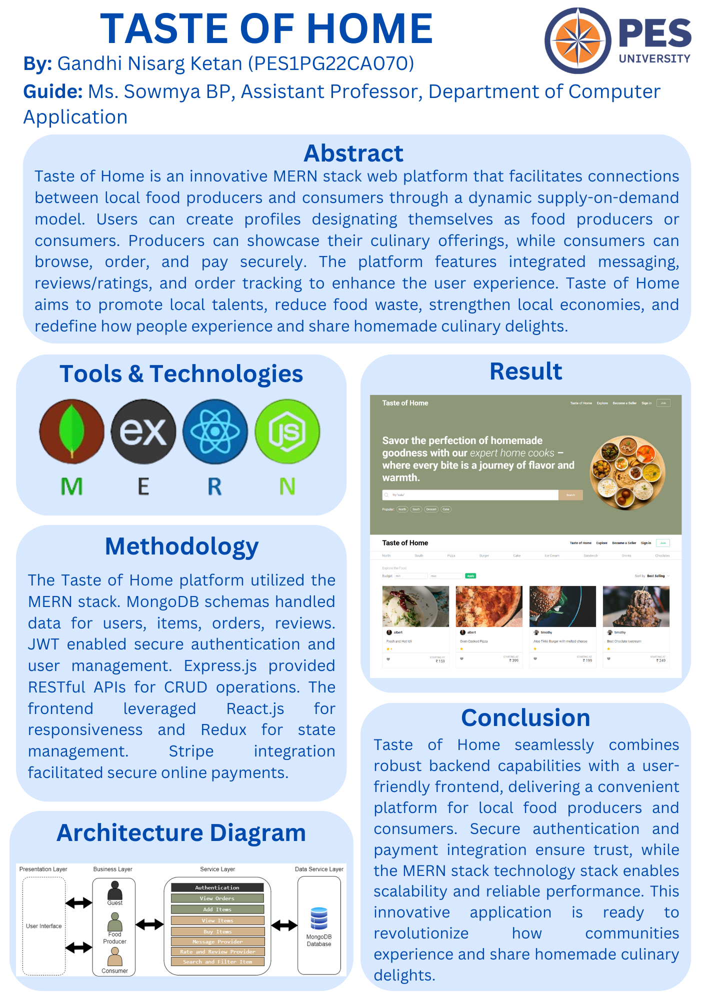 TASTE OF HOME
PES
UNIVERSITY
By: Gandhi Nisarg Ketan (PES1PG22CA070)
Guide: Ms. Sowmya BP, Assistant Professor, Department of Computer
Application
Abstract
Taste of Home is an innovative MERN stack web platform that facilitates connections
between local food producers and consumers through a dynamic supply-on-demand
model. Users can create profiles designating themselves as food producers or
consumers. Producers can showcase their culinary offerings, while consumers can
browse, order, and pay securely. The platform features integrated messaging,
reviews/ratings, and order tracking to enhance the user experience. Taste of Home
aims to promote local talents, reduce food waste, strengthen local economies, and
redefine how people experience and share homemade culinary delights.
Tools & Technologies
ex
JS
M E R N
Methodology
The Taste of Home platform utilized the
MERN stack. MongoDB schemas handled
data for users, items, orders, reviews.
JWT enabled secure authentication and
user management. Express.js provided
RESTful APIs for CRUD operations. The
frontend leveraged React.js for
responsiveness and Redux for state
management. Stripe integration
facilitated secure online payments.
Architecture Diagram
Presentation Layer Business Layer Service Layer Data Service Layer
User Interface
Guest
Food
Producer
Consumer
Authentication
View Orders
Add Items
View Items
Buy Items
Message Provider
Rate and Review Provider
Search and Filter Item
MongoDB
Database
Result
Taste of Home
Taste of Home Explore Become a Seller Sign in Join
Savor the perfection of homemade
goodness with our expert home cooks –
where every bite is a journey of flavor and
warmth.
Try "cake" Search
Popular: North South Dessert Cake
Taste of Home
Taste of Home Explore Become a Seller Sign in Join
North South Pizza Burger Cake Ice Cream Sandwich Drinks Choclates
Explore the Food
Budget min max Apply Sort by Best Selling
albert albert timothy timothy
Fresh and Hot Idli Oven Cooked Pizza Aloo Tikki Burger with melted cheese Best Choclate Icecream
4
STARTING AT STARTING AT STARTING AT STARTING AT
₹ 159 ₹ 399 ₹ 199 ₹ 249
Conclusion
Taste of Home seamlessly combines
robust backend capabilities with a user-
friendly frontend, delivering a convenient
platform for local food producers and
consumers. Secure authentication and
payment integration ensure trust, while
the MERN stack technology stack enables
scalability and reliable performance. This
innovative application is ready to
revolutionize how communities
experience and share homemade culinary
delights.